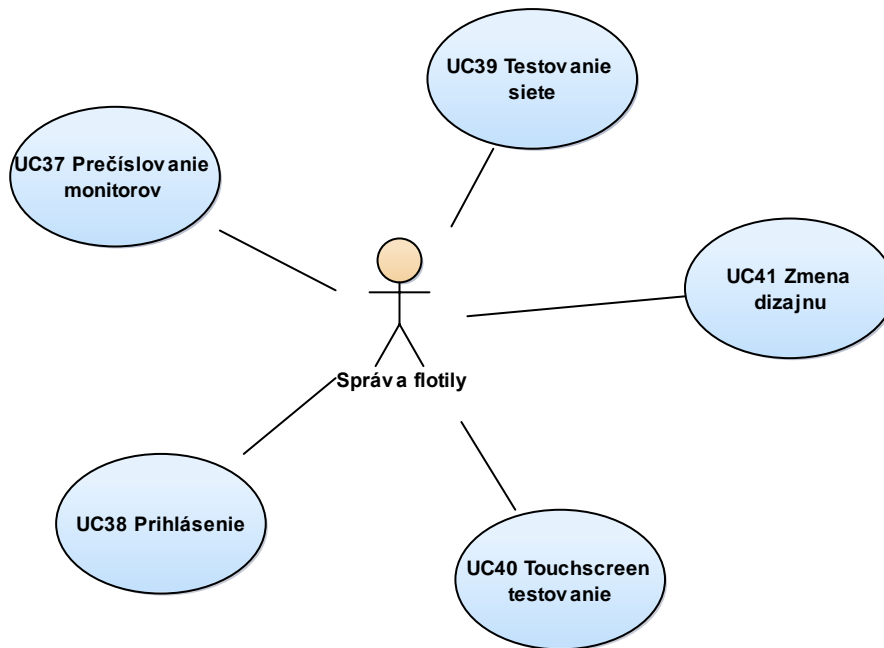 UC39 Testovanie
siete
UC37 Prečíslovanie
monitorov
UC41 Zmena
dizajnu
Správa flotily
UC38 Prihlásenie
UC40 Touchscreen
testovanie